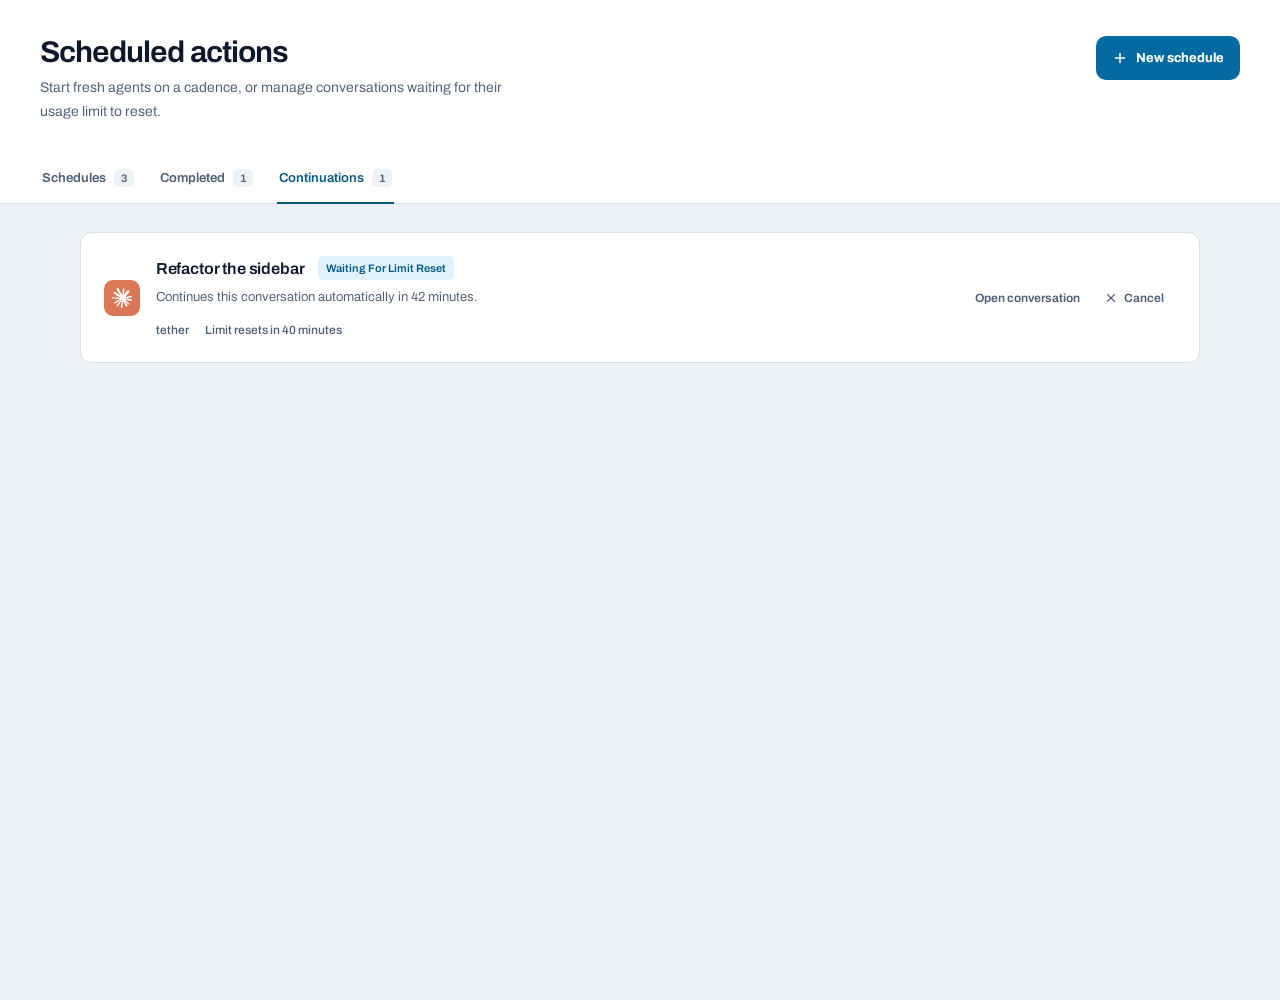 Scheduled actions
New schedule
Start fresh agents on a cadence, or manage conversations waiting for their
usage limit to reset.
Schedules 3 Completed 1 Continuations 1
Refactor the sidebar Waiting For Limit Reset
Continues this conversation automatically in 42 minutes.
Open conversation Cancel
tether Limit resets in 40 minutes